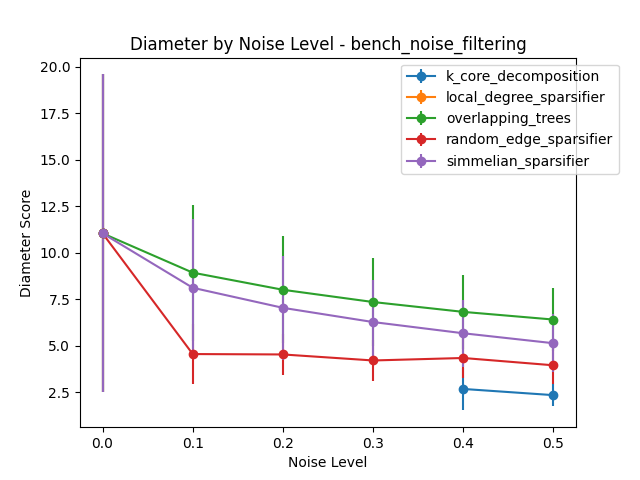 Diameter by Noise Level - bench_noise_filtering
k_core_decomposition
local_degree_sparsifier
overlapping_trees
random_edge_sparsifier
simmelian_sparsifier
Diameter Score
20.0
17.5
15.0
12.5
10.0
7.5
5.0
2.5
0.0 0.1 0.2 0.3 0.4 0.5
Noise Level